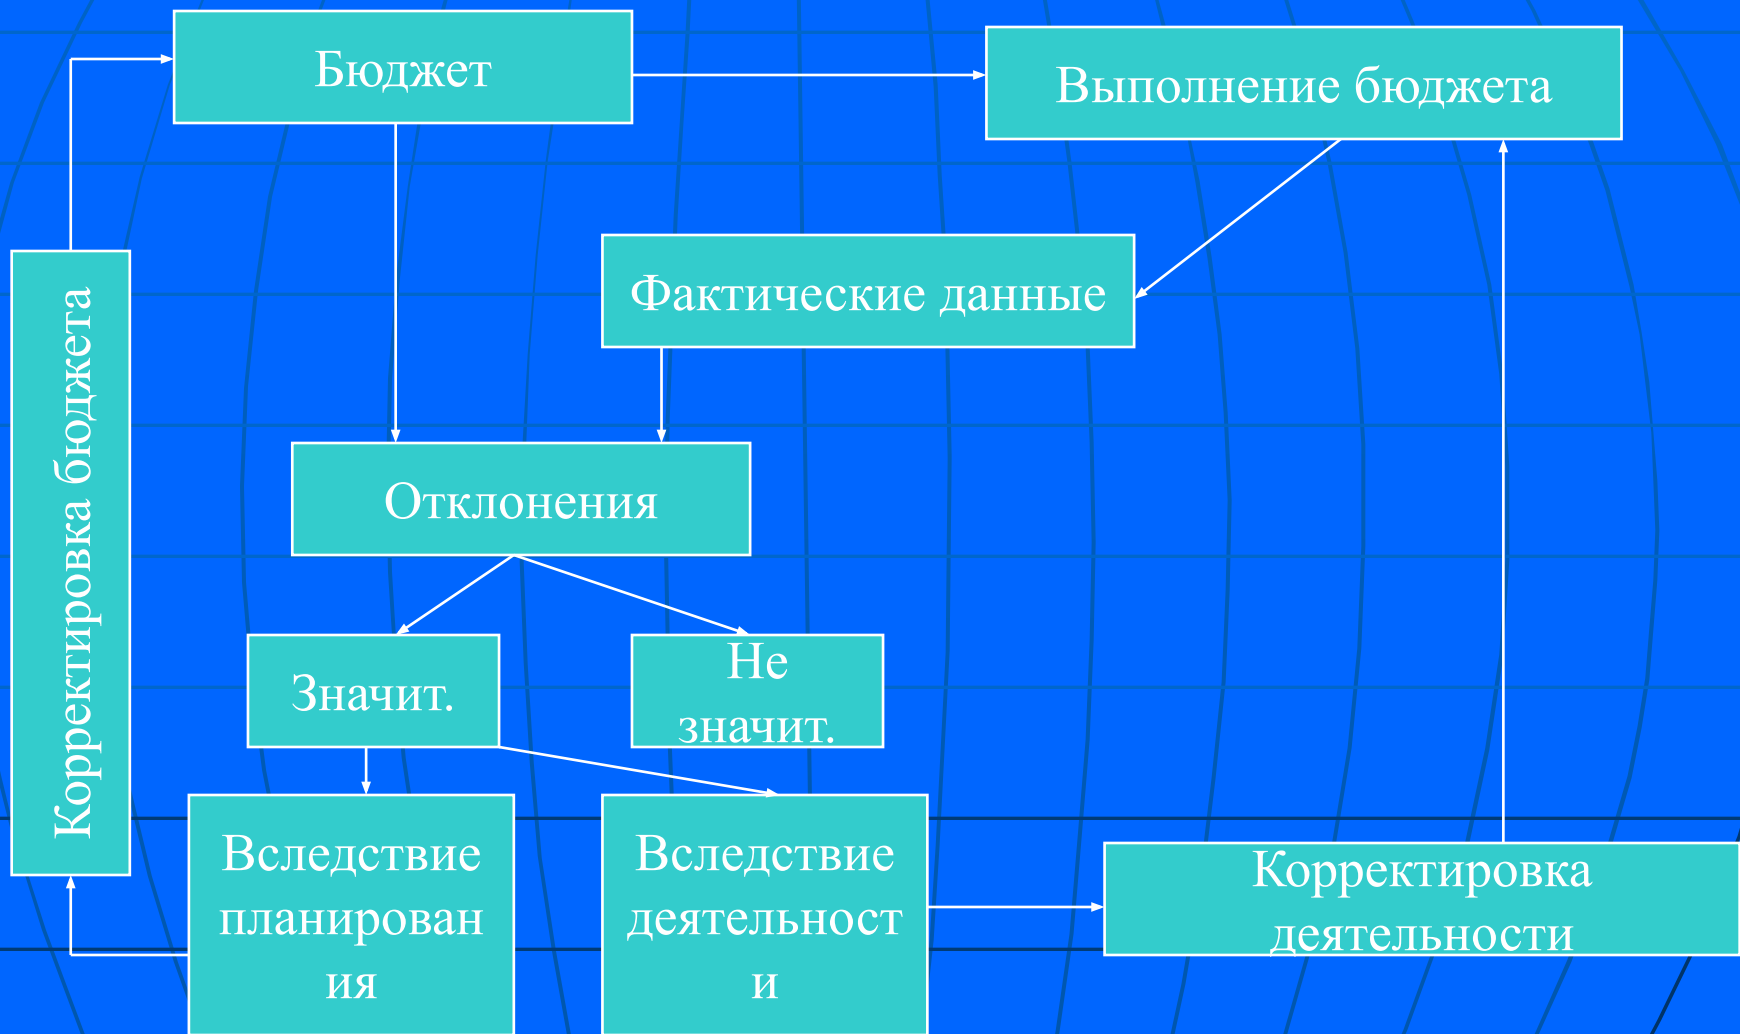 Бюджет
Выполнение бюджета
Фактические данные
Корректировка бюджета
Отклонения
Значит.
Не
значит.
Вследствие
планирован
ия
Вследствие
деятельност
и
Корректировка
деятельности